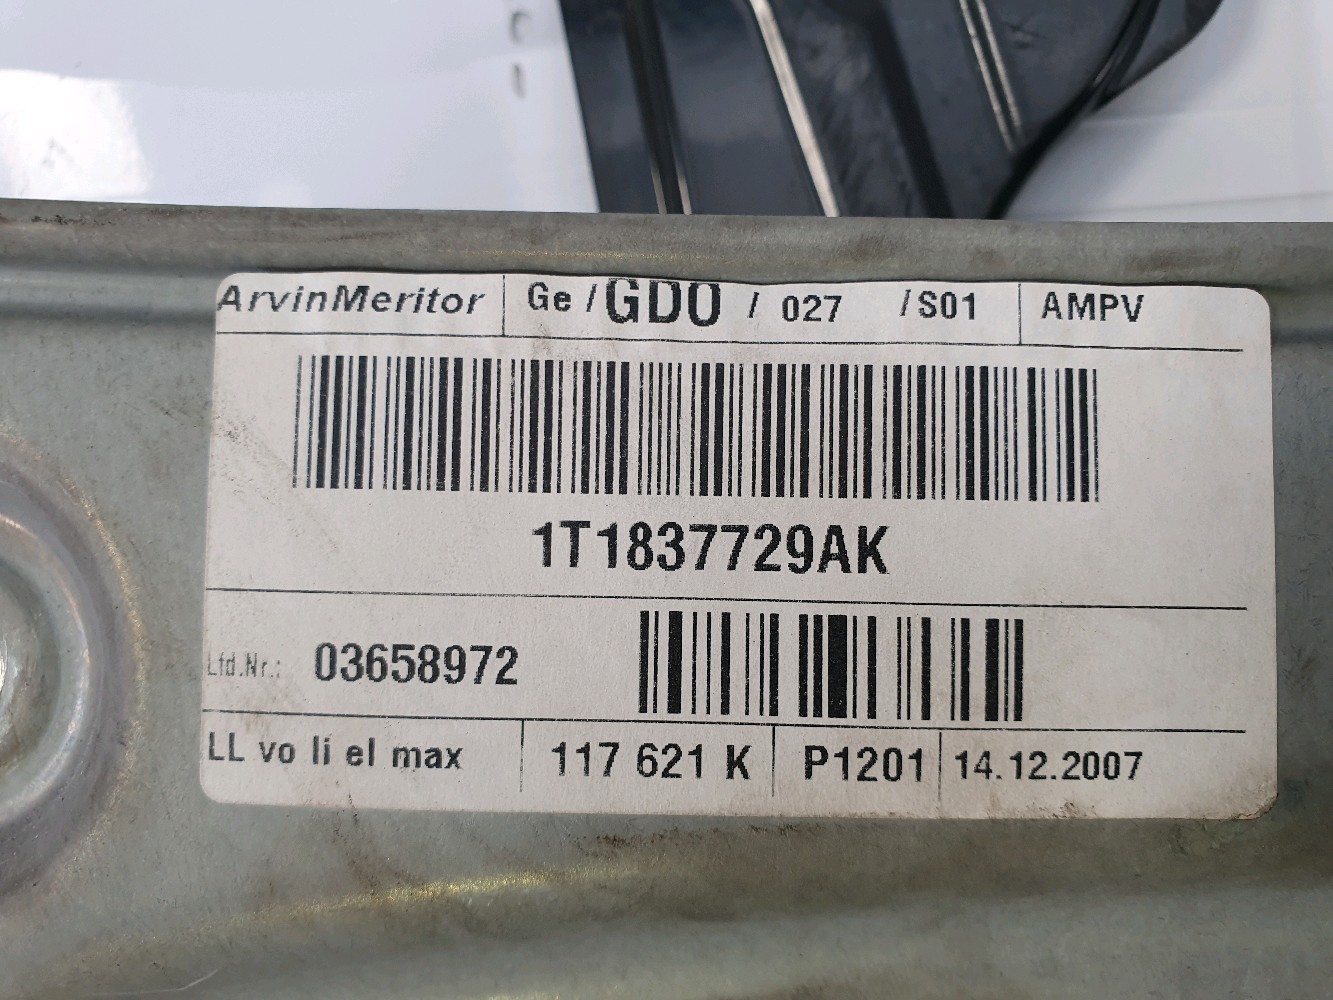 ArvinMeritor Ge / GDO / 027 / S01 AMPV
1T1837729AK
Lfd.Nr.: 03658972
LL vo li el max 117 621 K P1201 14.12.2007